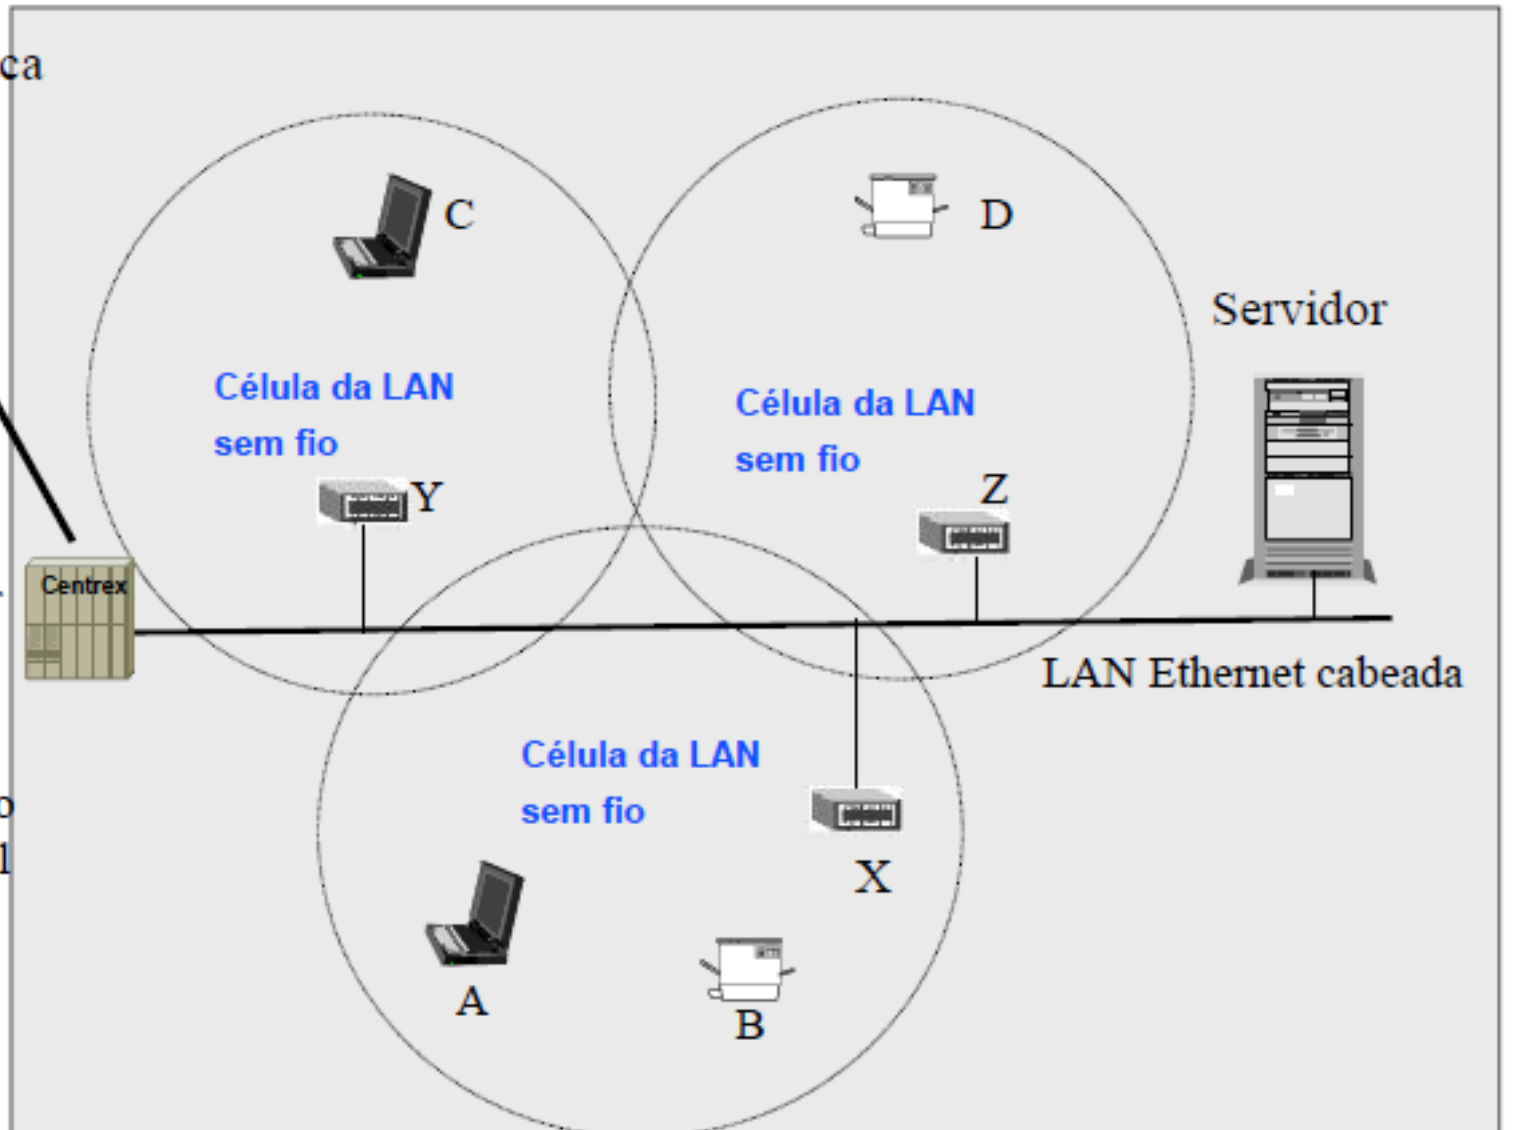 C
D
Servidor
Célula da LAN
sem fio
Célula da LAN
sem fio
Y
Z
Centrex
LAN Ethernet cabeada
Célula da LAN
sem fio
X
A
B